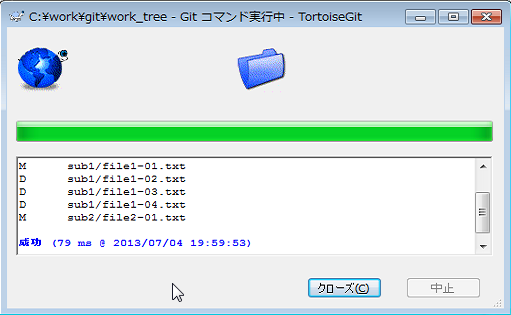 C:¥work¥git¥work_tree - Git コマンド実行中 - TortoiseGit
M sub1/file1-01.txt
D sub1/file1-02.txt
D sub1/file1-03.txt
D sub1/file1-04.txt
M sub2/file2-01.txt
成功 (79 ms @ 2013/07/04 19:59:53)
クローズ(C) 中止